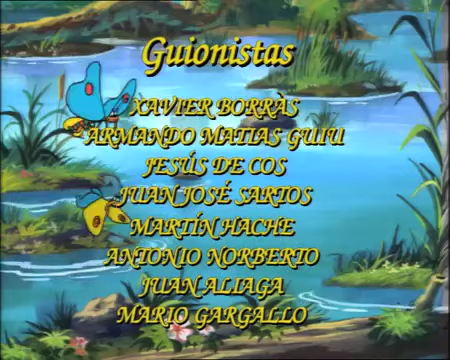 Guionistas
XAVIER BORRÀS
ARMANDO MATIAS GUIU
JESÚS DE COS
JUAN JOSÉ SARTOS
MARTÍN HACHE
ANTONIO NORBERTO
JUAN ALIAGA
MARIO GARGALLO